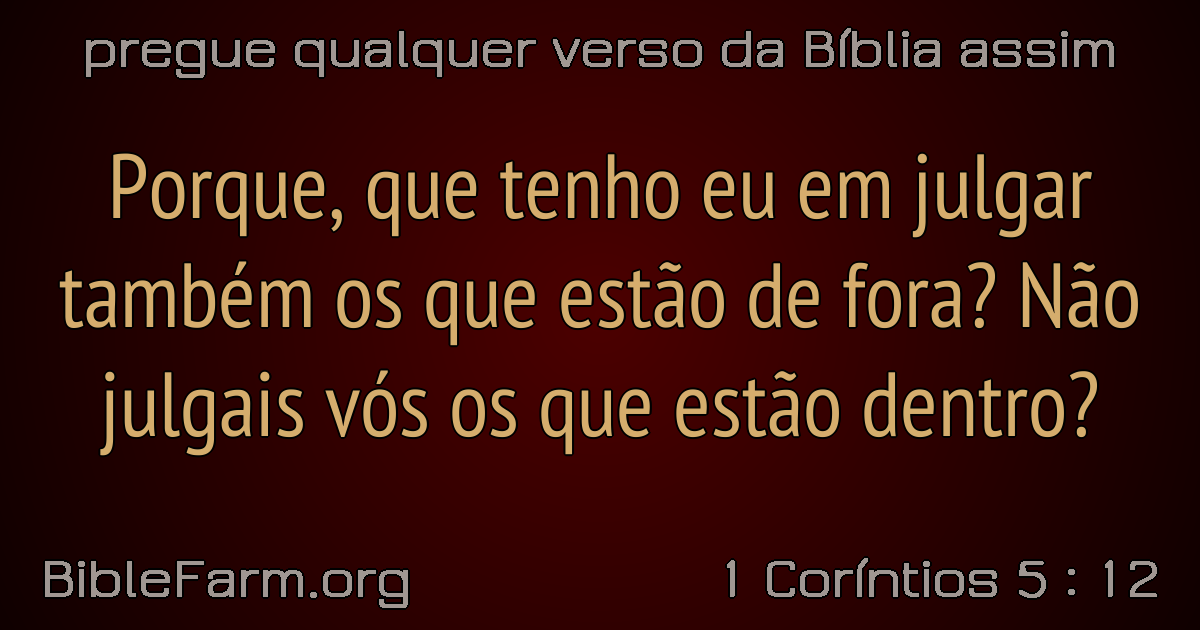 pregue qualquer verso da Bíblia assim
Porque, que tenho eu em julgar
também os que estão de fora? Não
julgais vós os que estão dentro?
BibleFarm.org
1 Coríntios 5 : 12